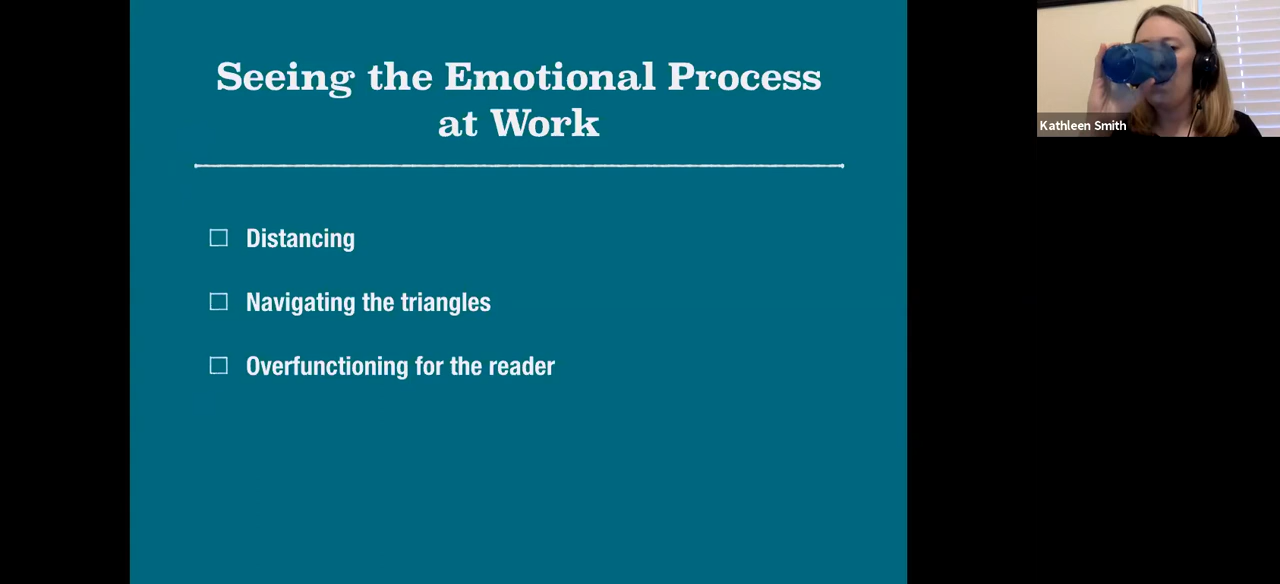 Seeing the Emotional Process
at Work
Distancing
Navigating the triangles
Overfunctioning for the reader
Kathleen Smith